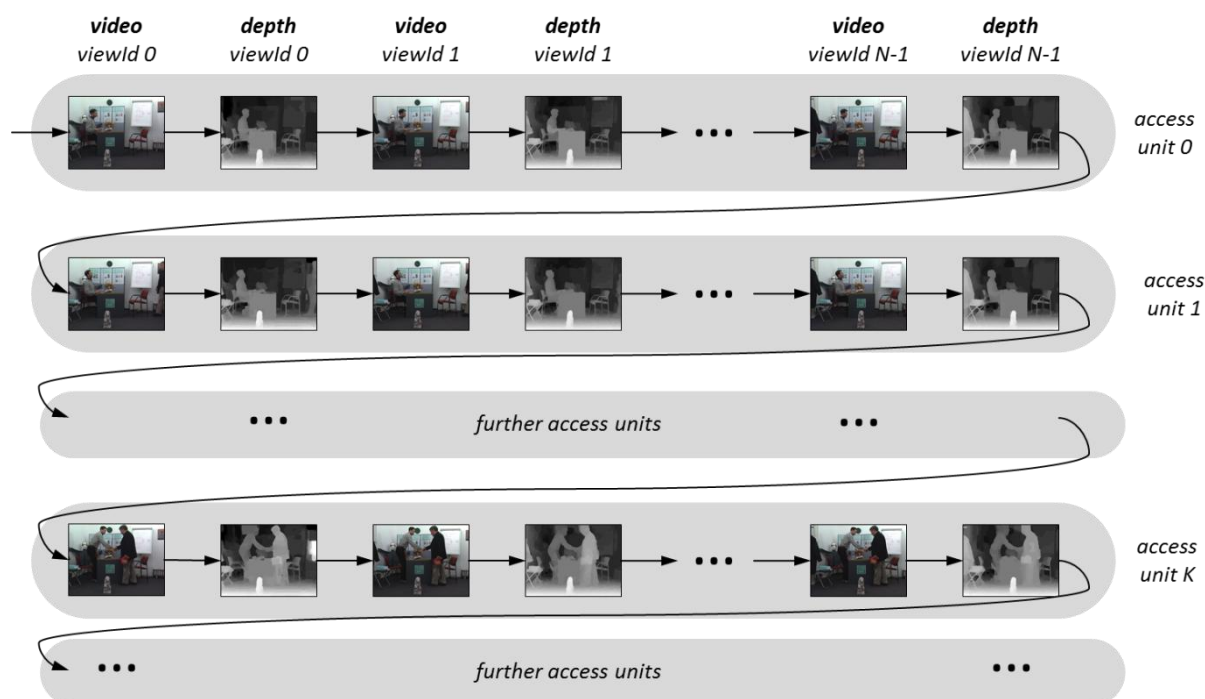 video depth video depth video depth
viewId 0 viewId 0 viewId 1 viewId 1 viewId N-1 viewId N-1
access
unit 0
access
unit 1
further access units
access
unit K
further access units